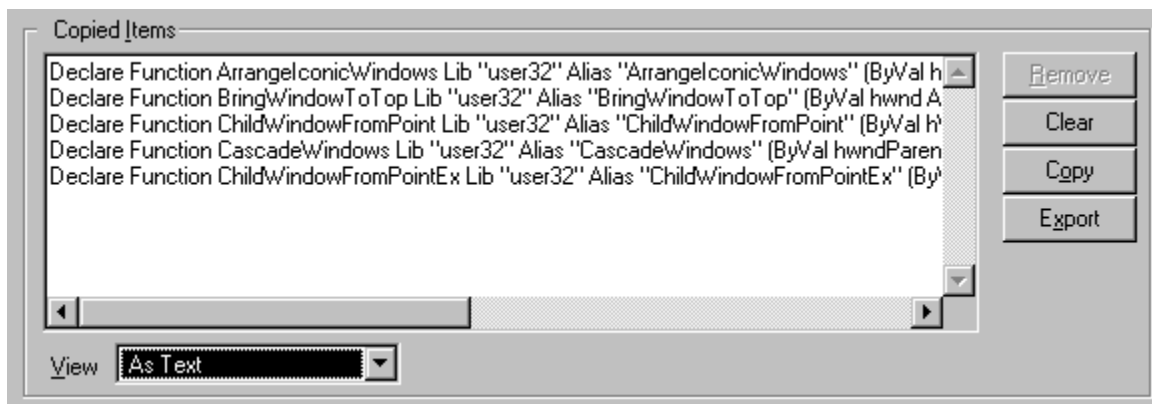 Copied Items
Declare Function ArrangeIconicWindows Lib "user32" Alias "ArrangeIconicWindows" (ByVal h
Declare Function BringWindowToTop Lib "user32" Alias "BringWindowToTop" (ByVal hwnd A
Declare Function ChildWindowFromPoint Lib "user32" Alias "ChildWindowFromPoint" (ByVal h
Declare Function CascadeWindows Lib "user32" Alias "CascadeWindows" (ByVal hwndParen
Declare Function ChildWindowFromPointEx Lib "user32" Alias "ChildWindowFromPointEx" (By
Remove
Clear
Copy
Export
View As Text